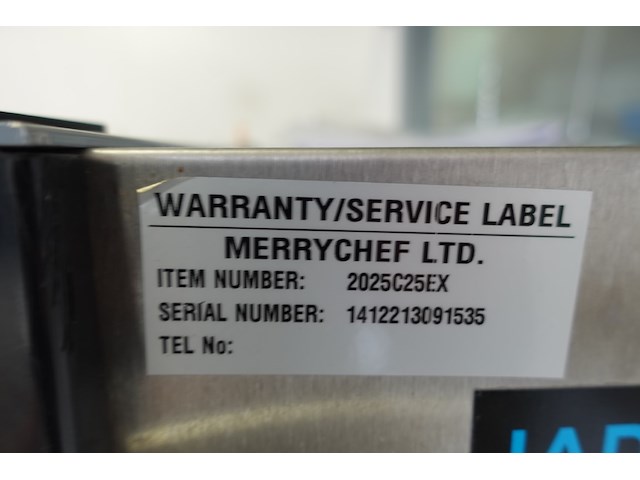 WARRANTY/SERVICE LABEL
MERRYCHEF LTD.
ITEM NUMBER: 2025C25EX
SERIAL NUMBER: 1412213091535
TEL No: